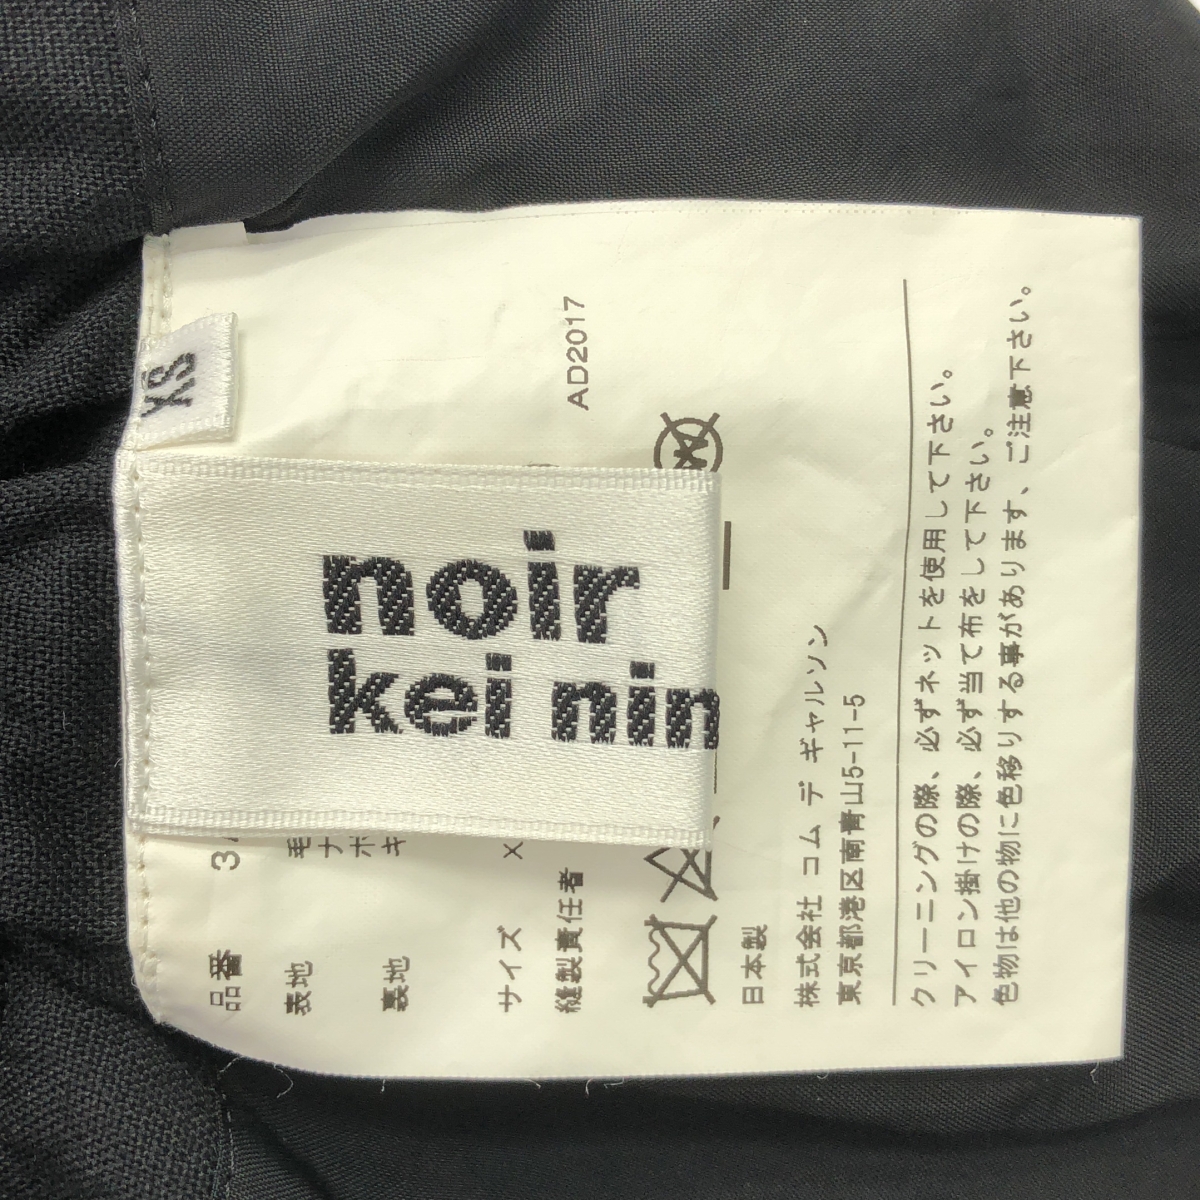 noir
kei nin
XS
AD2017
品番 3
表地 毛
ナ
ポ
裏地 キ
サイズ X
縫製責任者
日本製
株式会社 コム デ ギャルソン
東京都港区南青山5-11-5
クリーニングの際、必ずネットを使用して下さい。
アイロン掛けの際、必ず当て布をして下さい。
色物は他の物に色移りする事があります、ご注意下さい。